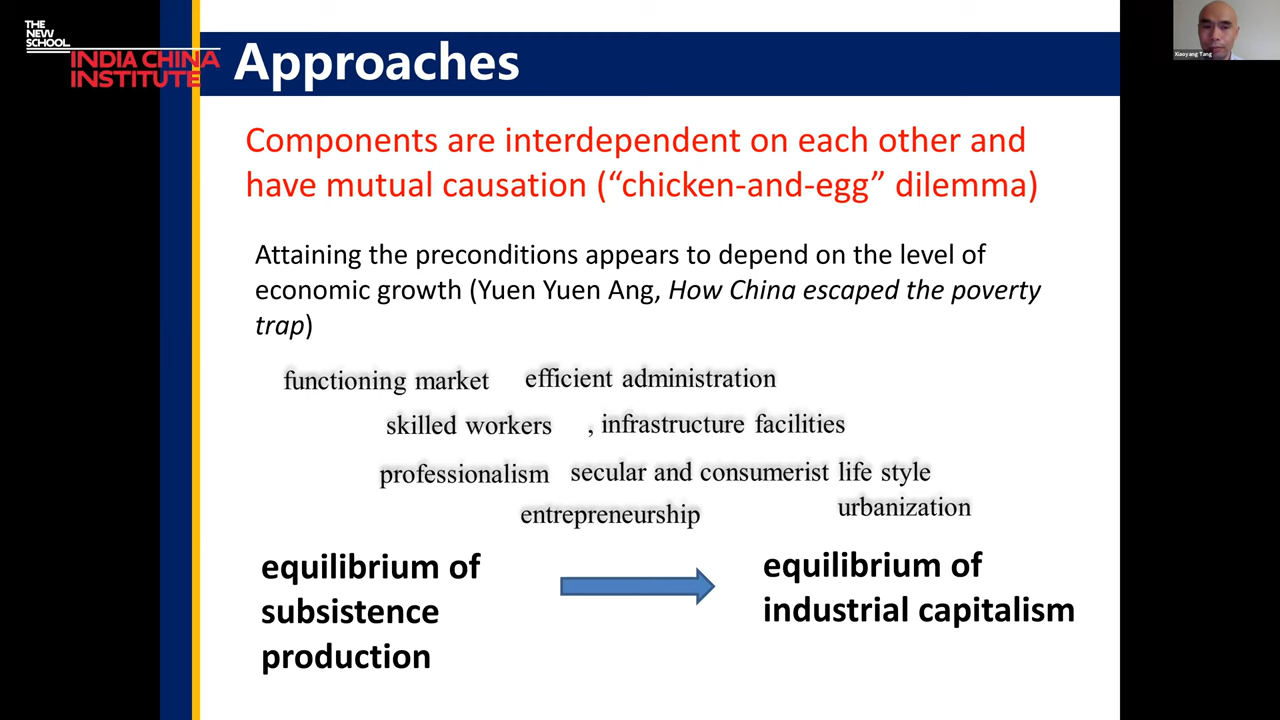 THE
NEW
SCHOOL
INDIA CHINA
INSTITUTE
Approaches
Xiaoyang Tang
Components are interdependent on each other and
have mutual causation (“chicken-and-egg” dilemma)
Attaining the preconditions appears to depend on the level of
economic growth (Yuen Yuen Ang, How China escaped the poverty
trap)
functioning market efficient administration
skilled workers , infrastructure facilities
professionalism secular and consumerist life style
entrepreneurship urbanization
equilibrium of
subsistence
production
equilibrium of
industrial capitalism